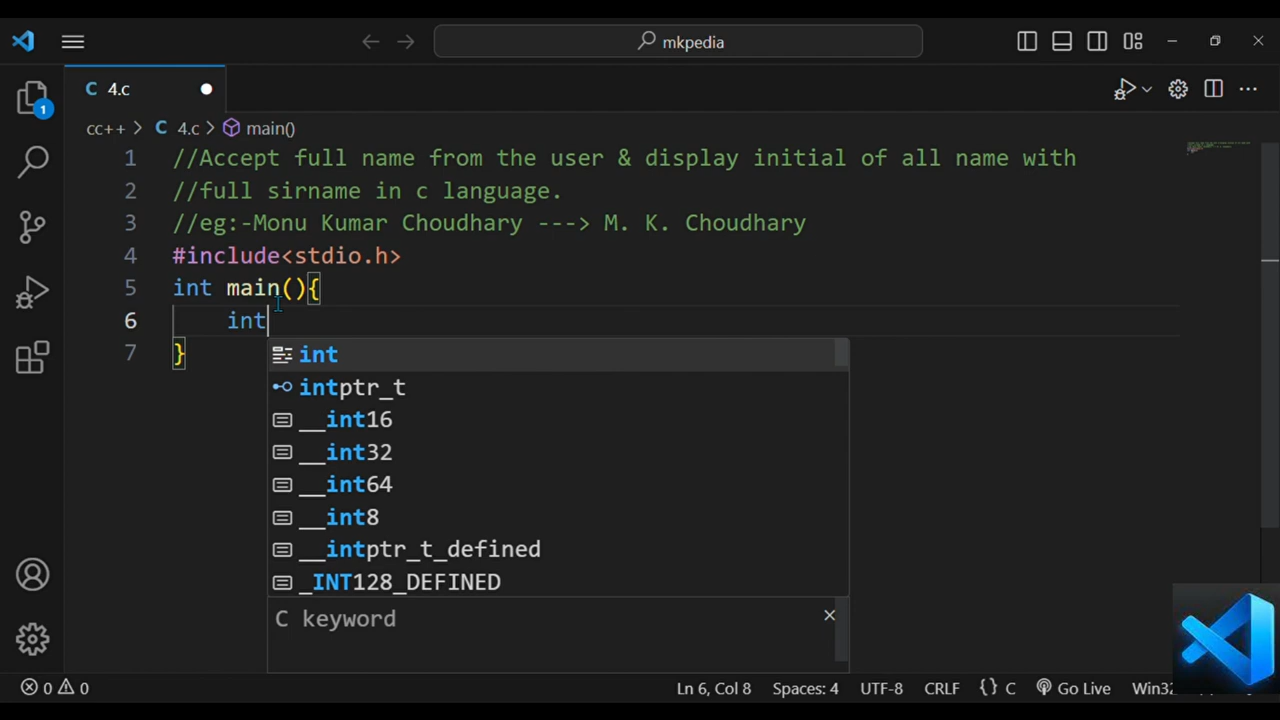 mkpedia
C 4.c
1
cc++ > C 4.c > main()
1 //Accept full name from the user & display initial of all name with
2 //full sirname in c language.
3 //eg:-Monu Kumar Choudhary ---> M. K. Choudhary
4 #include<stdio.h>
5 int main(){
6 int
7 }
int
intptr_t
__int16
__int32
__int64
__int8
__intptr_t_defined
_INT128_DEFINED
C keyword
0 0 Ln 6, Col 8 Spaces: 4 UTF-8 CRLF {} C Go Live Win32